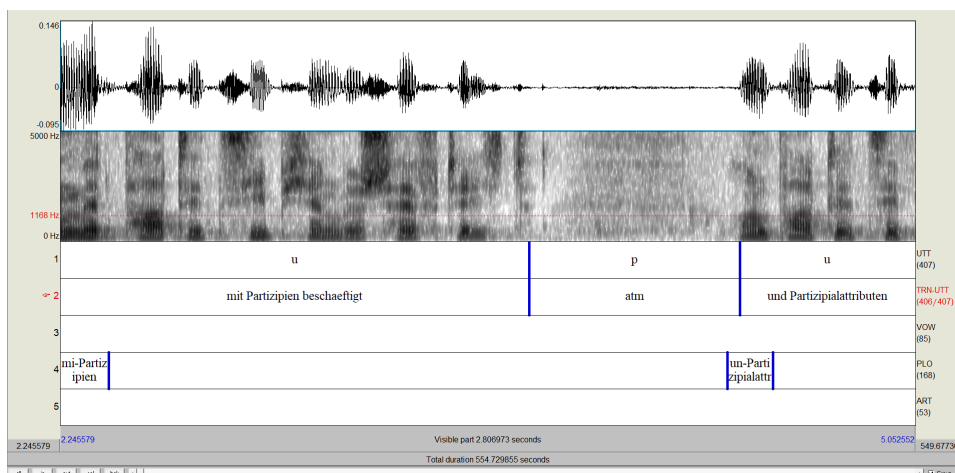 0.146
0
-0.095
5000 Hz
1168 Hz
0 Hz
1 u p u UTT (407)
2 mit Partizipien beschaeftigt atm und Partizipialattributen TRN-UTT (406/407)
3 VOW (85)
4 mi-Partiz
ipien un-Parti
zipialattr PLO (168)
5 ART (53)
2.245579 Visible part 2.806973 seconds 5.052552
2.245579 549.67730
Total duration 554.729855 seconds